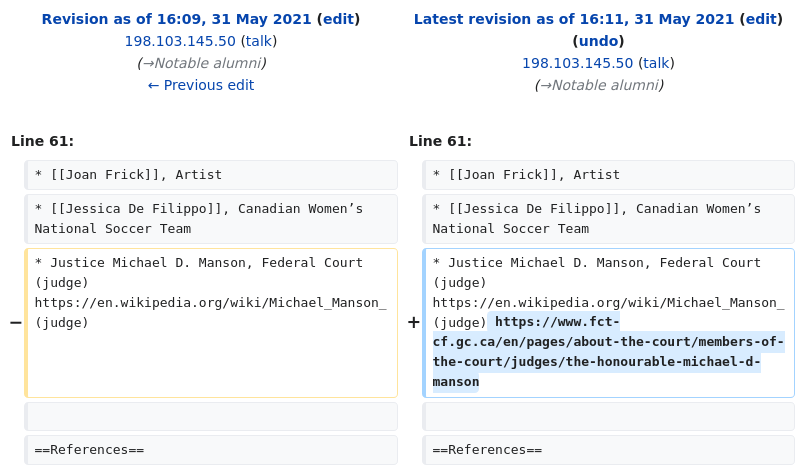 Revision as of 16:09, 31 May 2021 (edit)
198.103.145.50 (talk)
(→Notable alumni)
← Previous edit
Latest revision as of 16:11, 31 May 2021 (edit)
(undo)
198.103.145.50 (talk)
(→Notable alumni)
Line 61:
Line 61:
* [[Joan Frick]], Artist
* [[Joan Frick]], Artist
* [[Jessica De Filippo]], Canadian Women’s
National Soccer Team
* [[Jessica De Filippo]], Canadian Women’s
National Soccer Team
−
* Justice Michael D. Manson, Federal Court
(judge)
https://en.wikipedia.org/wiki/Michael_Manson_
(judge)
+
* Justice Michael D. Manson, Federal Court
(judge)
https://en.wikipedia.org/wiki/Michael_Manson_
(judge) https://www.fct-
cf.gc.ca/en/pages/about-the-court/members-of-
the-court/judges/the-honourable-michael-d-
manson
==References==
==References==